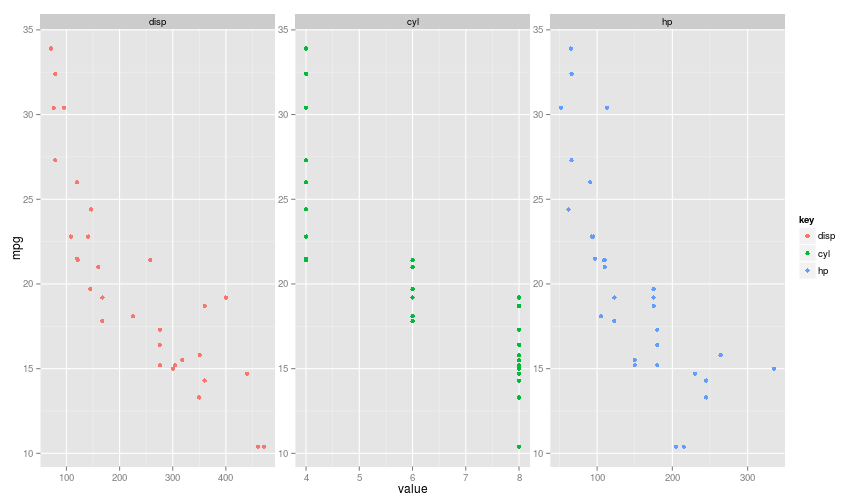 disp cyl hp
35 35 35
30 30 30
25 25 25
20 20 20
15 15 15
10 10 10
mpg
100 200 300 400 4 5 6 7 8 100 200 300
value
key
disp
cyl
hp